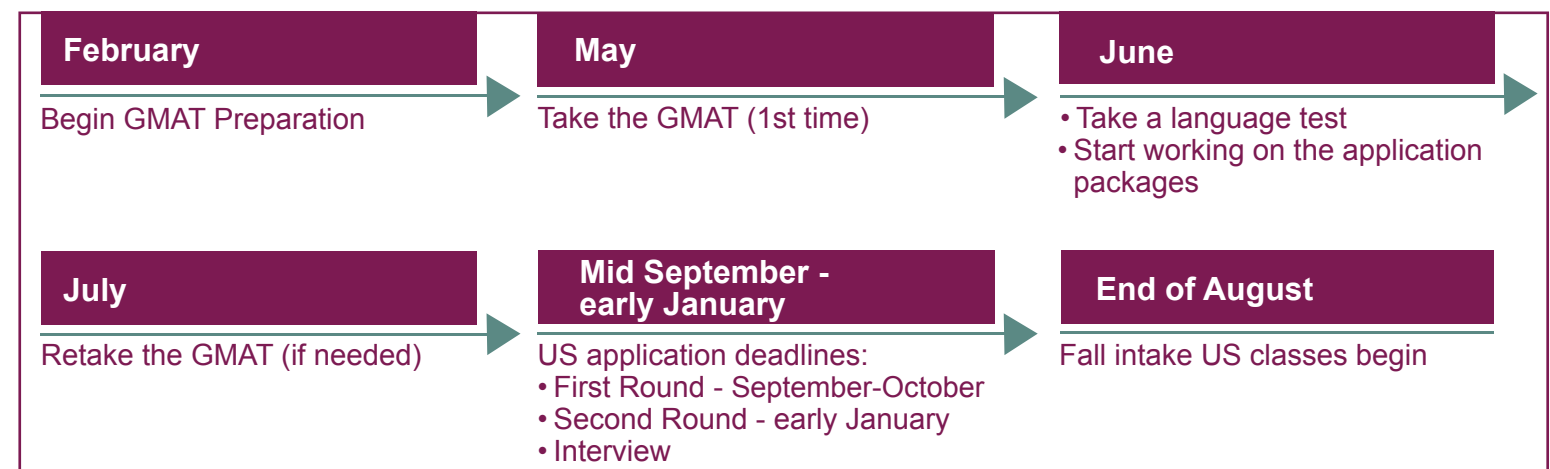 February
Begin GMAT Preparation
May
Take the GMAT (1st time)
June
• Take a language test
• Start working on the application
packages
July
Retake the GMAT (if needed)
Mid September -
early January
US application deadlines:
• First Round - September-October
• Second Round - early January
• Interview
End of August
Fall intake US classes begin